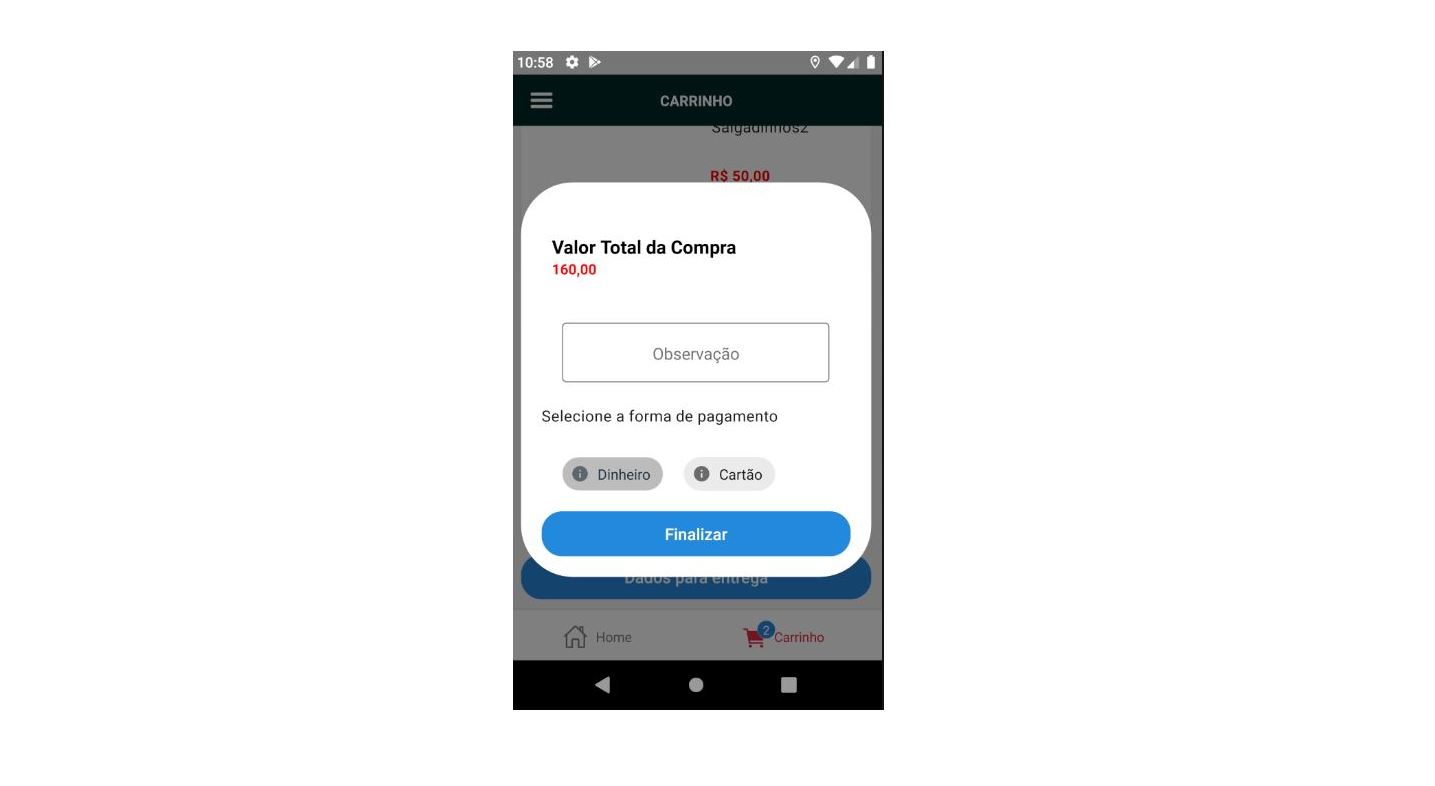 10:58
CARRINHO
Salgadinhos2
R$ 50,00
Valor Total da Compra
160,00
Observação
Selecione a forma de pagamento
Dinheiro
Cartão
Finalizar
Dados para entrega
Home
2
Carrinho